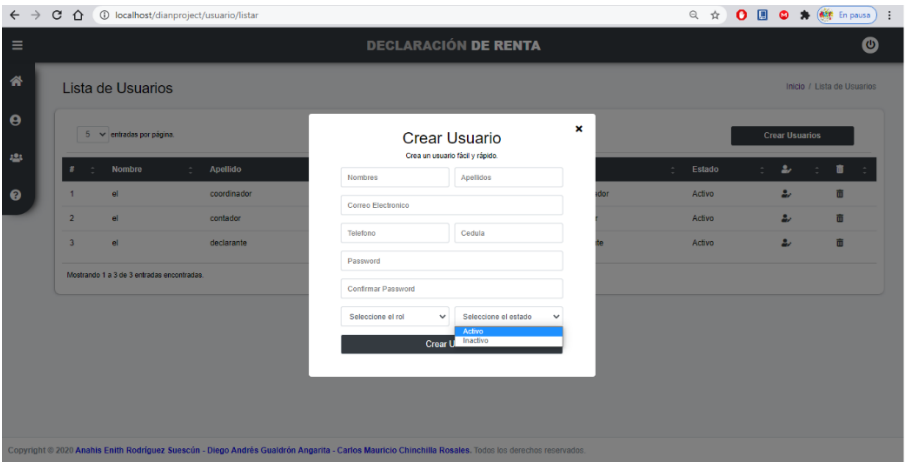 localhost/dianproject/usuario/listar
En pausa
DECLARACIÓN DE RENTA
Lista de Usuarios
Inicio / Lista de Usuarios
5 entradas por página.
Crear Usuarios
# Nombre Apellido Estado
1 el coordinador Activo
2 el contador Activo
3 el declarante Activo
Mostrando 1 a 3 de 3 entradas encontradas.
Crear Usuario
Crea un usuario fácil y rápido.
Nombres Apellidos
Correo Electronico
Telefono Cedula
Password
Confirmar Password
Seleccione el rol Seleccione el estado
Activo
Inactivo
Crear U
Copyright © 2020 Anahis Enith Rodríguez Suescún - Diego Andrés Gualdrón Angarita - Carlos Mauricio Chinchilla Rosales. Todos los derechos reservados.